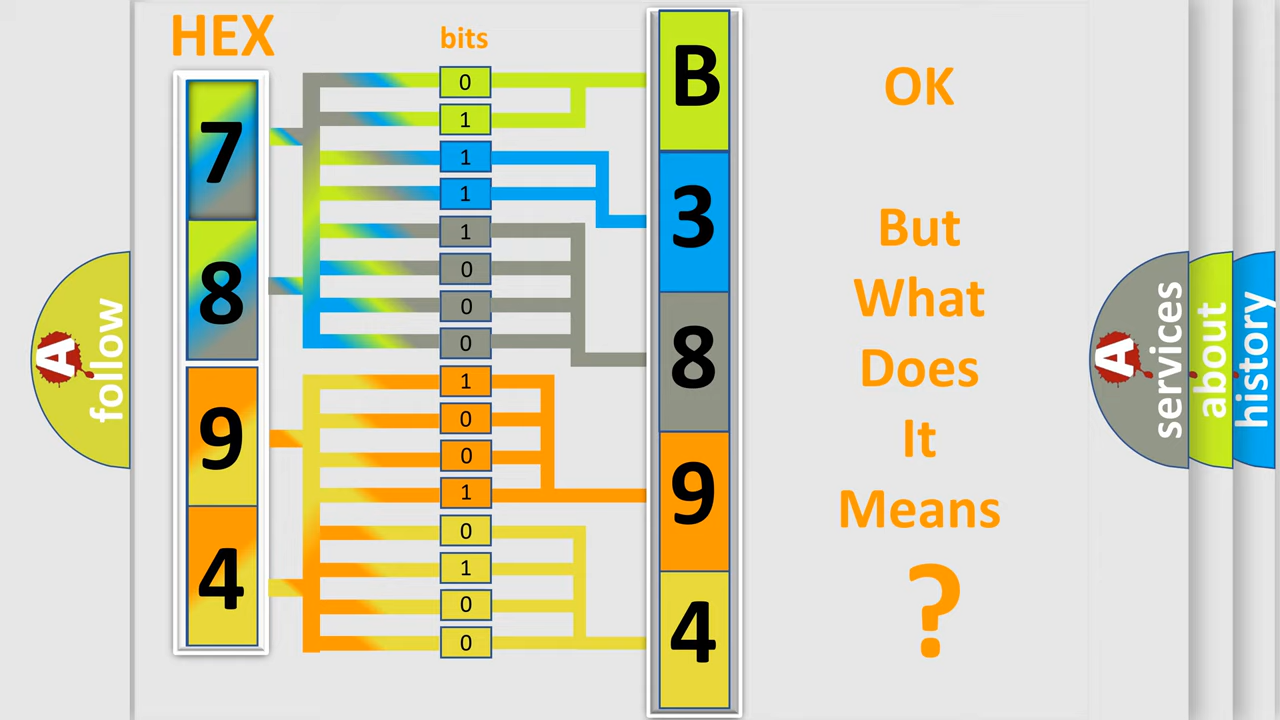 HEX
bits
7
8
9
4
0
1
1
1
1
0
0
0
1
0
0
1
0
1
0
0
B
3
8
9
4
OK
But
What
Does
It
Means
?
A
follow
A
services
about
history